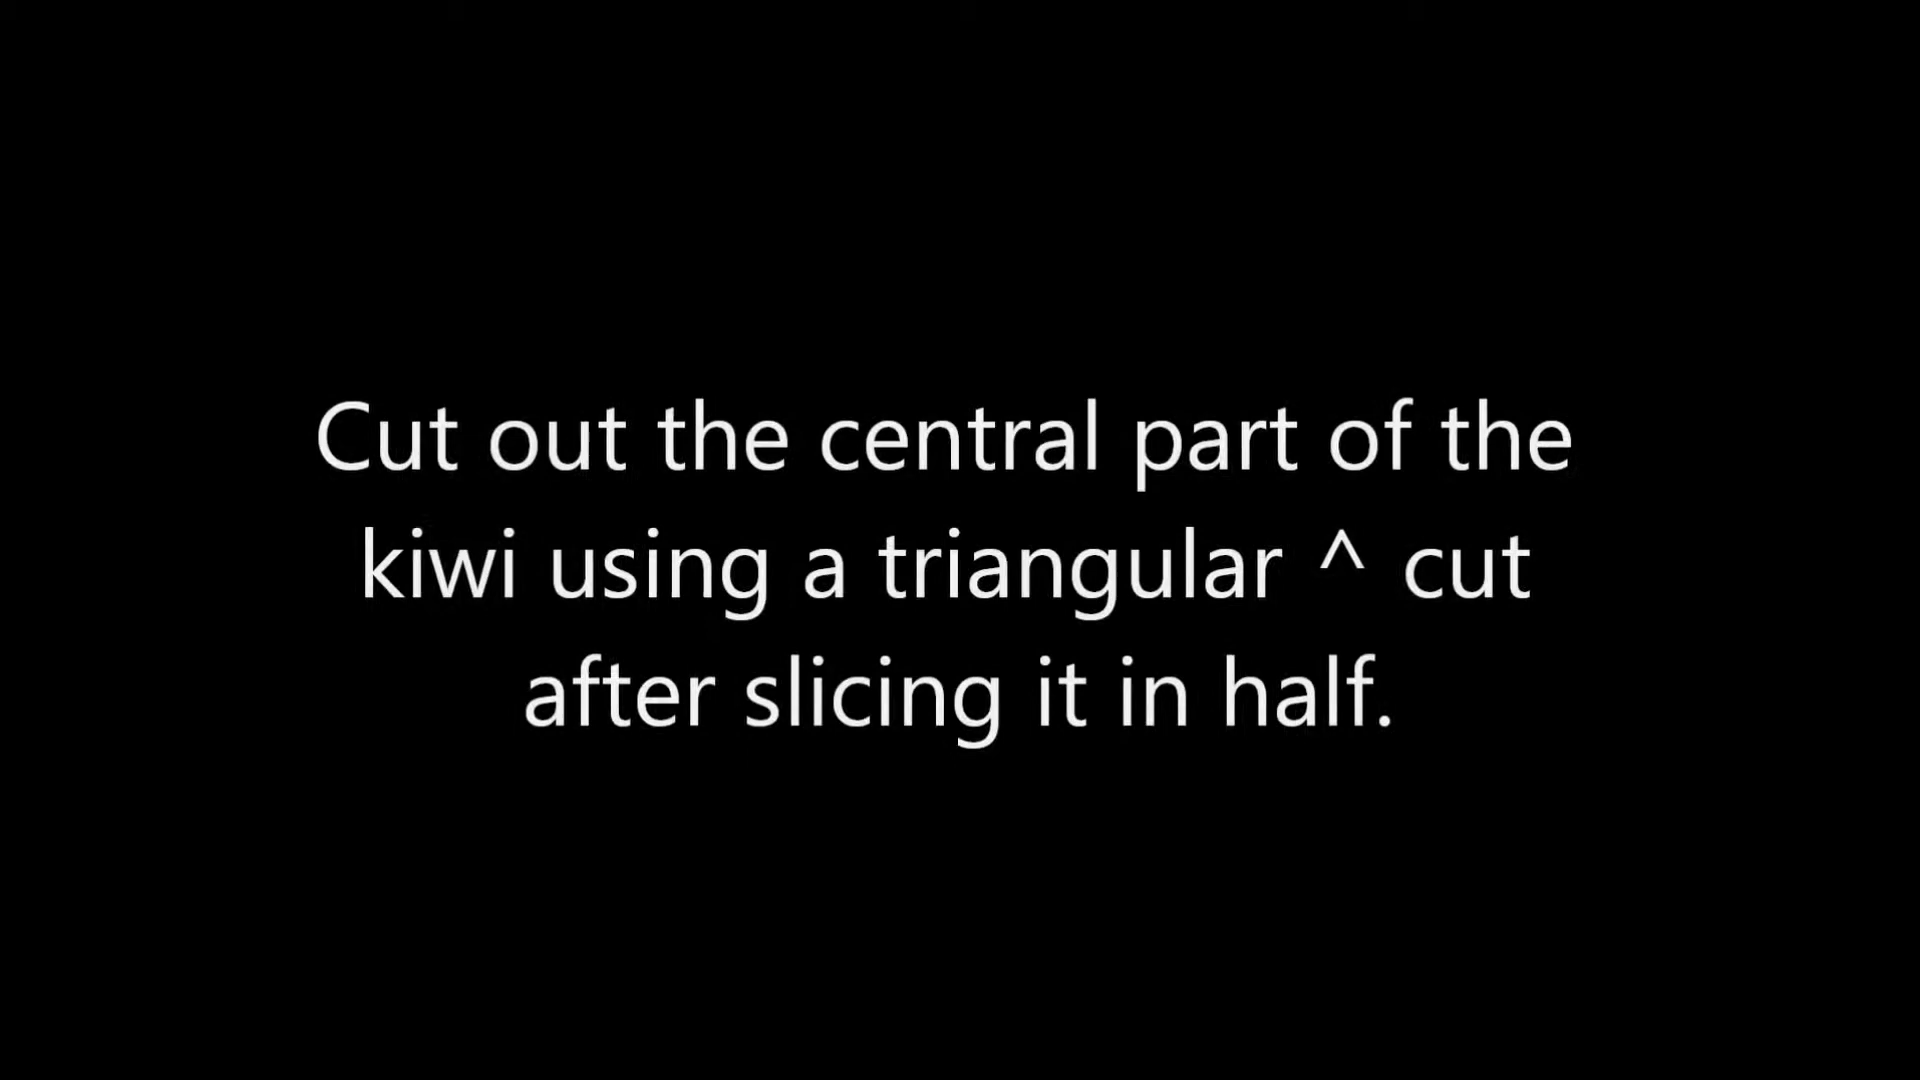 Cut out the central part of the
kiwi using a triangular ^ cut
after slicing it in half.